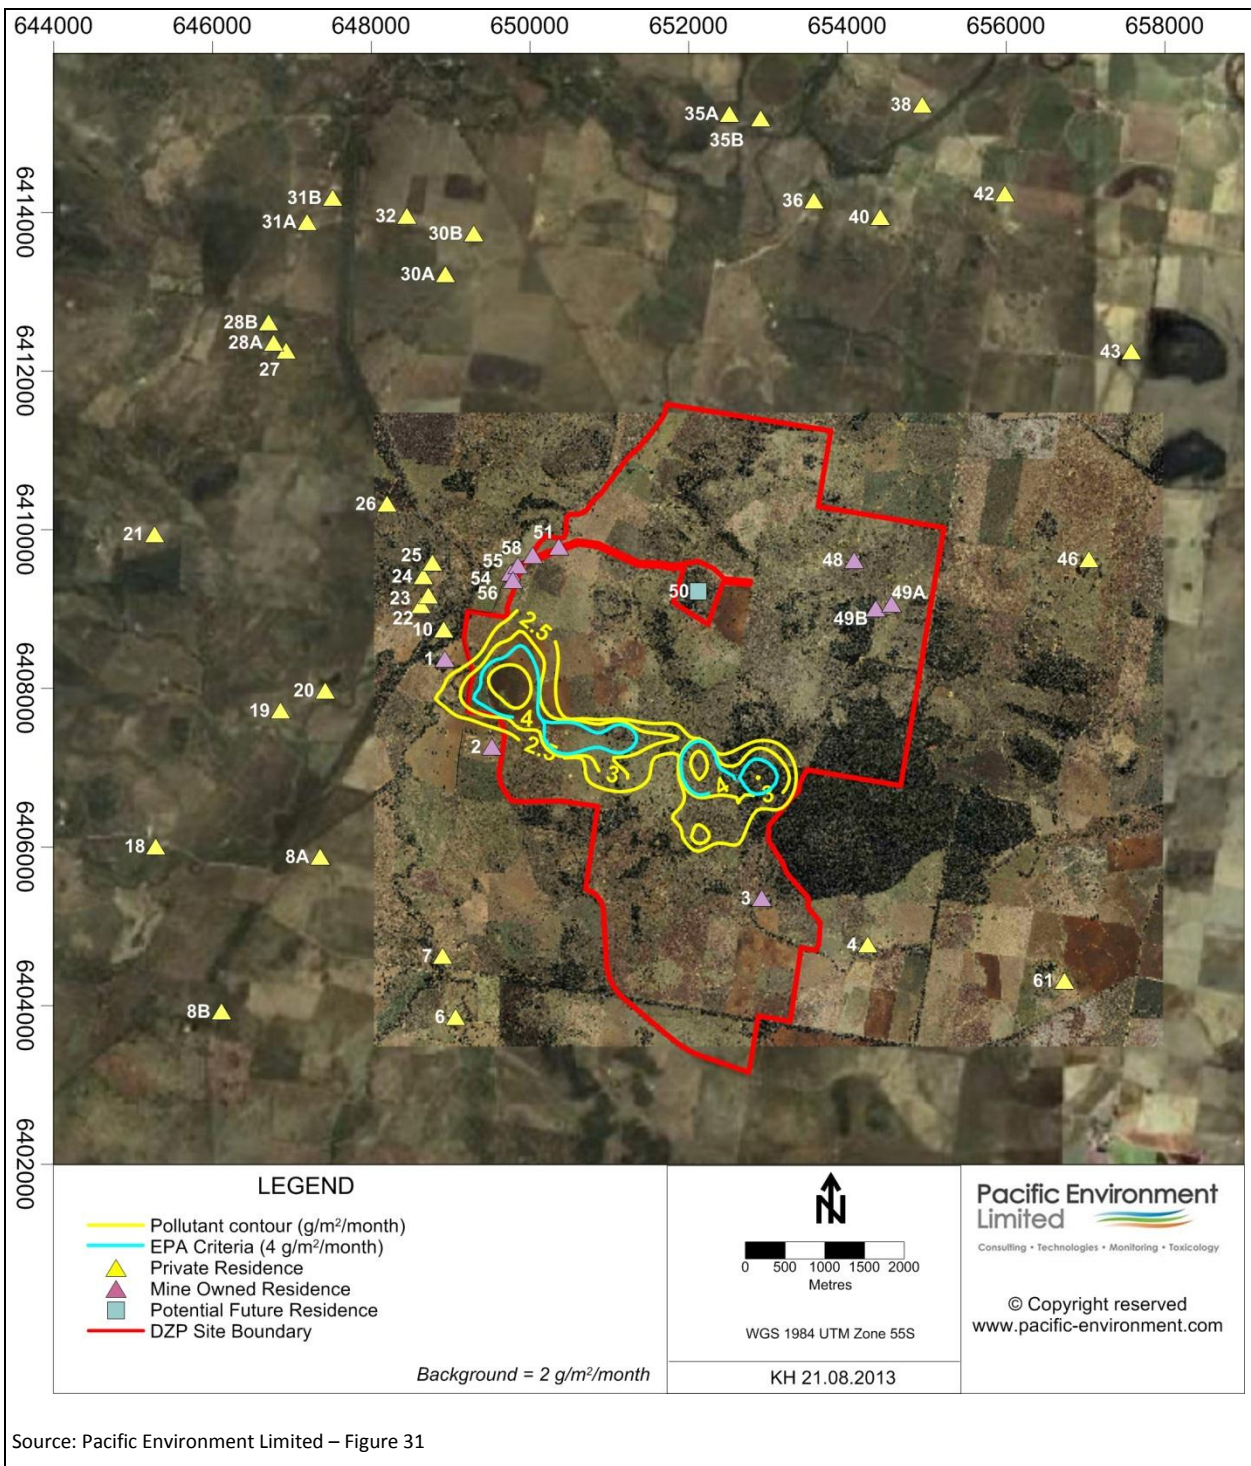 644000 646000 648000 650000 652000 654000 656000 658000
6414000
6412000
6410000
6408000
6406000
6404000
6402000
35A
35B
38
31B
31A
32
30B
30A
36
40
42
28B
28A
27
43
26
21
51
58
55
54
56
25
24
23
22
10
1
50
48
49A
49B
46
2.5
4
2.5
3
4
3
20
19
2
18
8A
3
7
4
8B
6
61
LEGEND
Pollutant contour (g/m²/month)
EPA Criteria (4 g/m²/month)
Private Residence
Mine Owned Residence
Potential Future Residence
DZP Site Boundary
Background = 2 g/m²/month
N
0 500 1000 1500 2000
Metres
WGS 1984 UTM Zone 55S
KH 21.08.2013
Pacific Environment
Limited
Consulting • Technologies • Monitoring • Toxicology
© Copyright reserved
www.pacific-environment.com
Source: Pacific Environment Limited – Figure 31